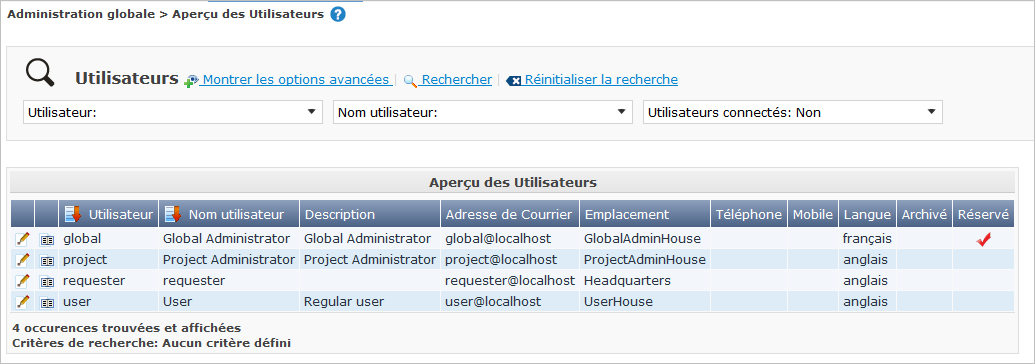 Administration globale > Aperçu des Utilisateurs ?
Utilisateurs Montrer les options avancées | Rechercher | Réinitialiser la recherche
Utilisateur: Nom utilisateur: Utilisateurs connectés: Non
Aperçu des Utilisateurs
Utilisateur Nom utilisateur Description Adresse de Courrier Emplacement Téléphone Mobile Langue Archivé Réservé
global Global Administrator Global Administrator global@localhost GlobalAdminHouse français
project Project Administrator Project Administrator project@localhost ProjectAdminHouse anglais
requester requester requester@localhost Headquarters anglais
user User Regular user user@localhost UserHouse anglais
4 occurences trouvées et affichées
Critères de recherche: Aucun critère défini